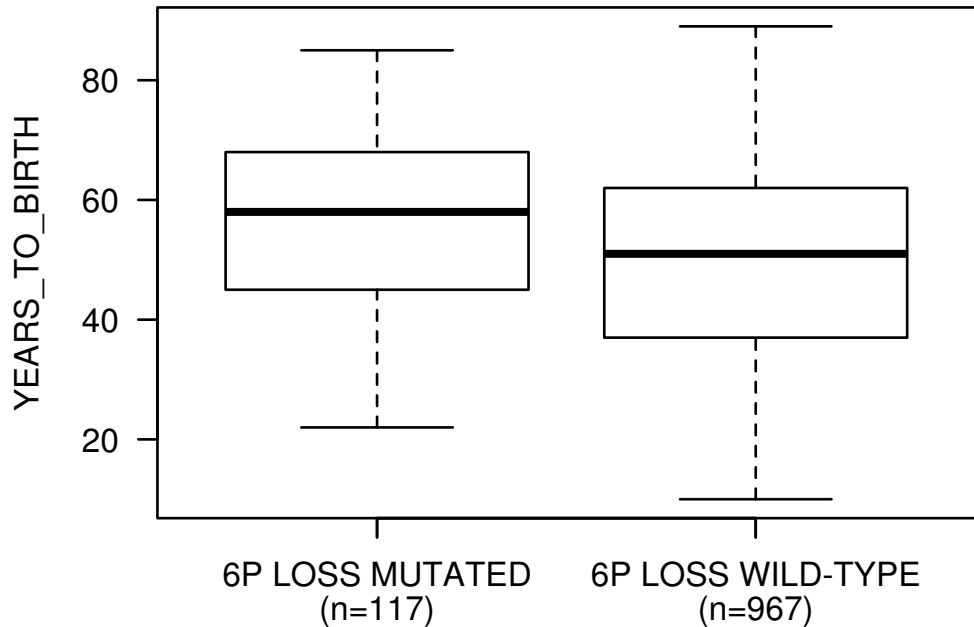 YEARS_TO_BIRTH
80
60
40
20
6P LOSS MUTATED
(n=117)
6P LOSS WILD-TYPE
(n=967)